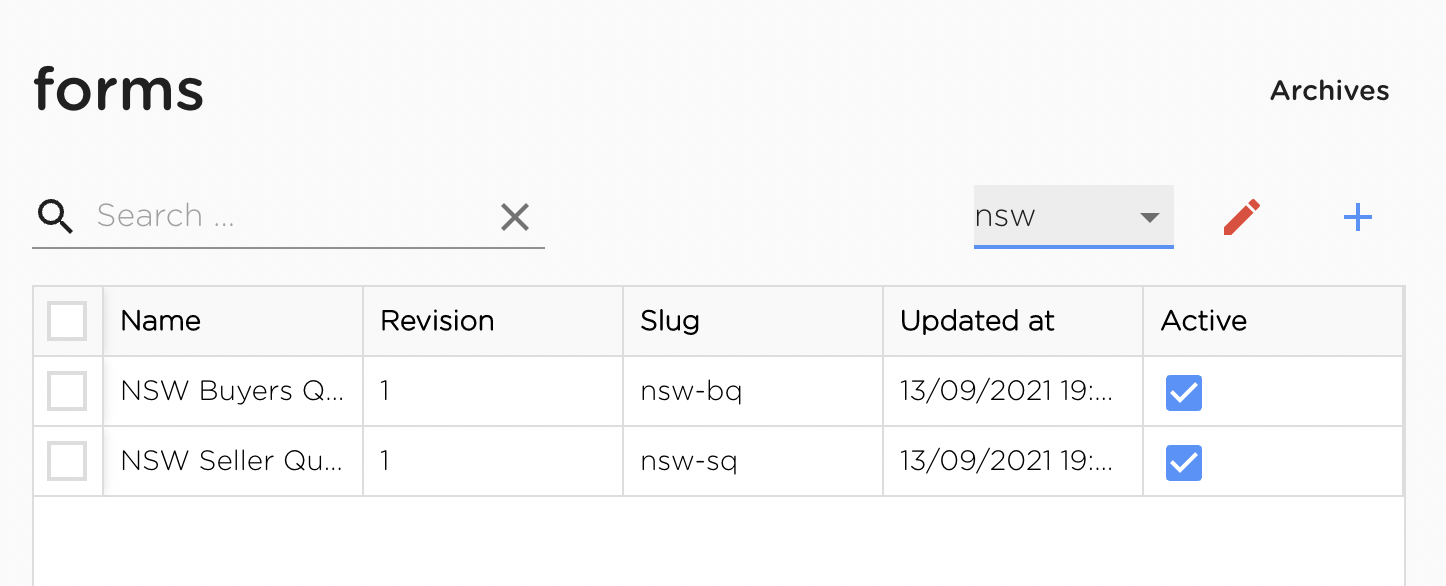 forms
Archives
Search ...
nsw
Name Revision Slug Updated at Active
NSW Buyers Q... 1 nsw-bq 13/09/2021 19:...
NSW Seller Qu... 1 nsw-sq 13/09/2021 19:...